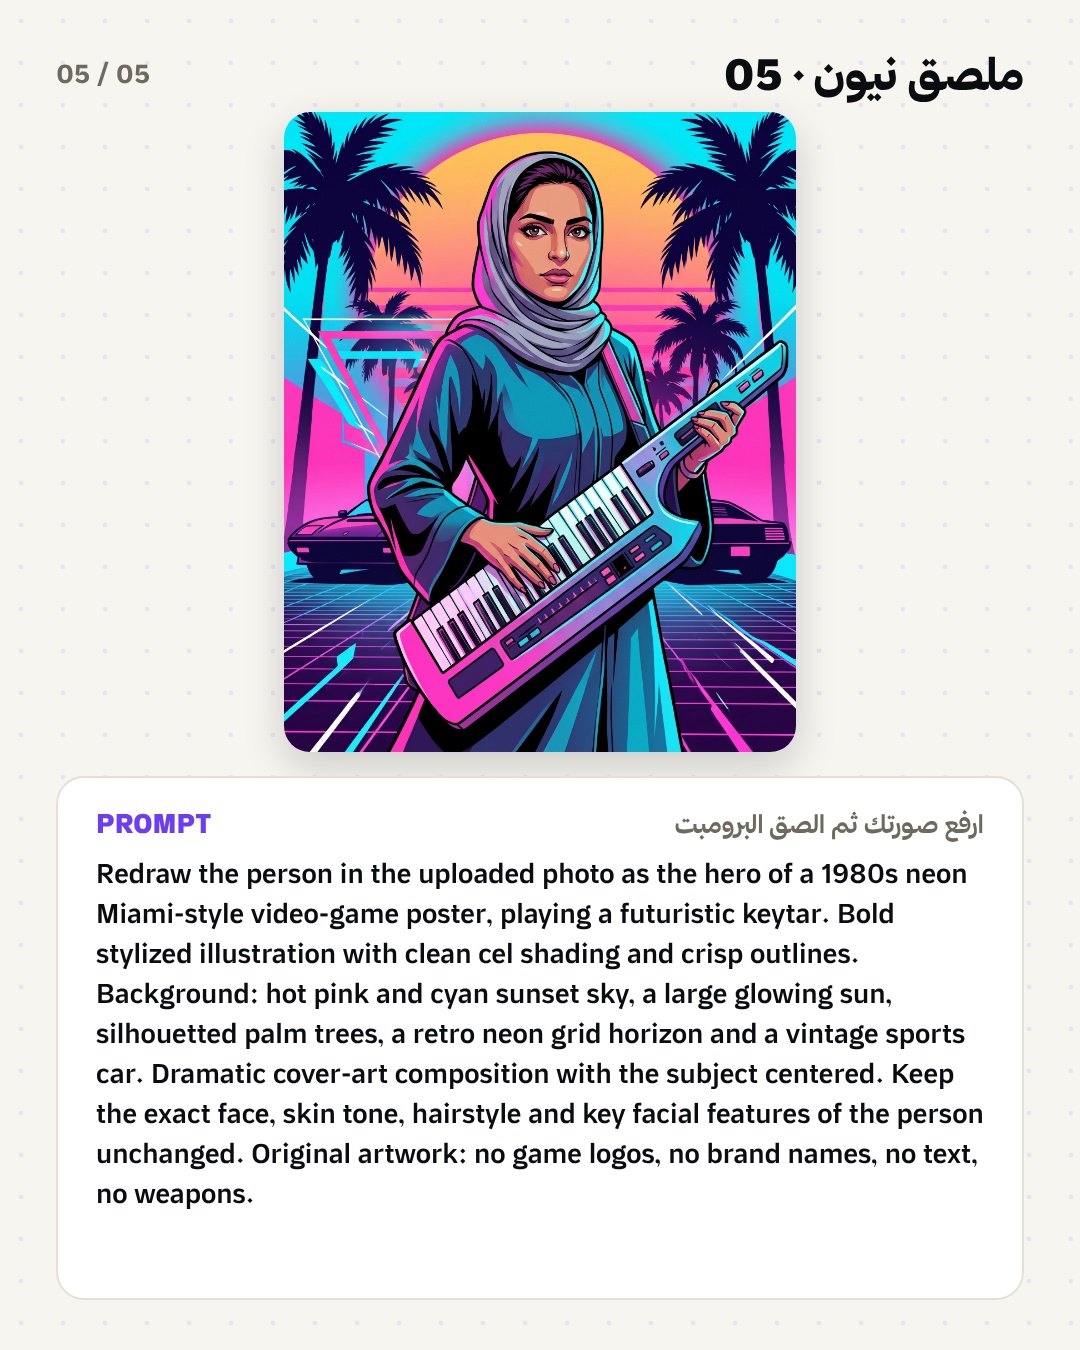 ملصق نيون · 05
05 / 05
PROMPT
ارفع صورتك ثم الصق البرومبت
Redraw the person in the uploaded photo as the hero of a 1980s neon
Miami-style video-game poster, playing a futuristic keytar. Bold
stylized illustration with clean cel shading and crisp outlines.
Background: hot pink and cyan sunset sky, a large glowing sun,
silhouetted palm trees, a retro neon grid horizon and a vintage sports
car. Dramatic cover-art composition with the subject centered. Keep
the exact face, skin tone, hairstyle and key facial features of the person
unchanged. Original artwork: no game logos, no brand names, no text,
no weapons.